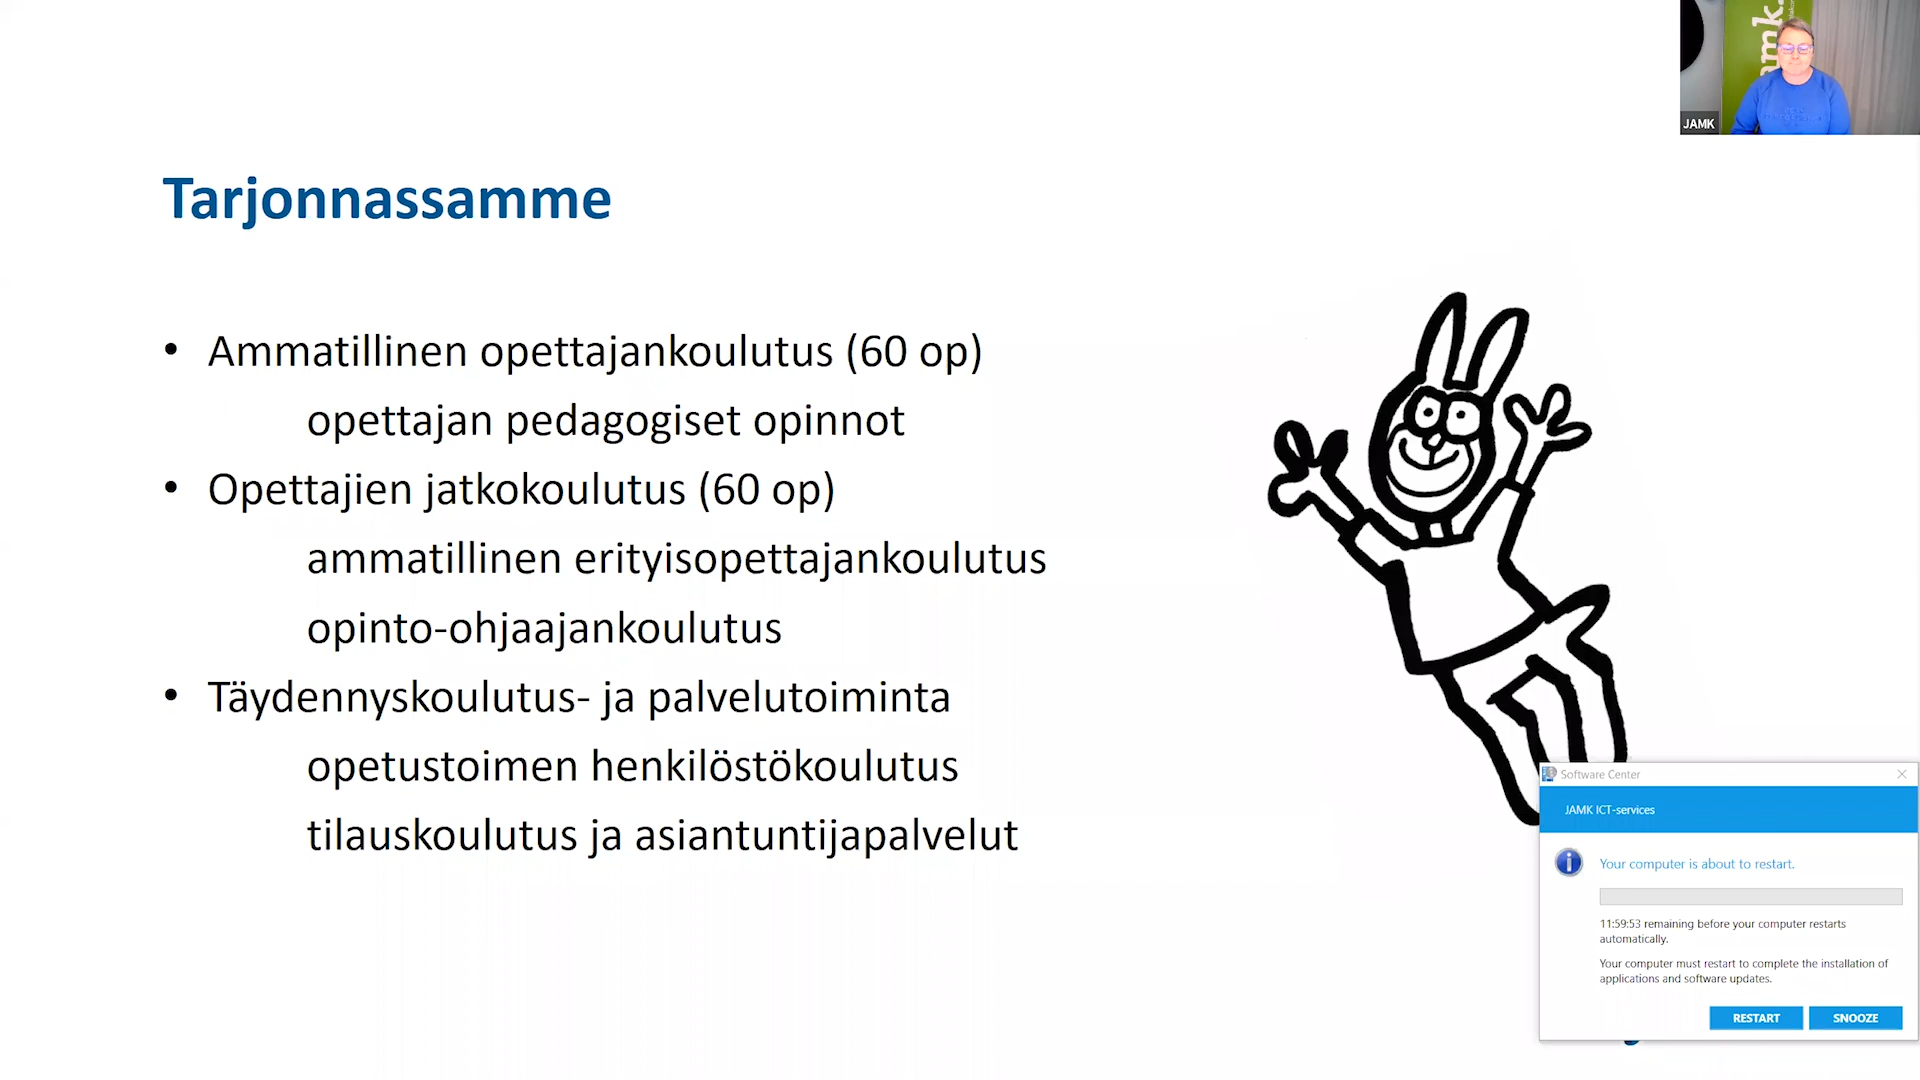 jamk.
JAMK
Tarjonnassamme
• Ammatillinen opettajankoulutus (60 op)
opettajan pedagogiset opinnot
• Opettajien jatkokoulutus (60 op)
ammatillinen erityisopettajankoulutus
opinto-ohjaajankoulutus
• Täydennyskoulutus- ja palvelutoiminta
opetustoimen henkilöstökoulutus
tilauskoulutus ja asiantuntijapalvelut
Software Center
JAMK ICT-services
Your computer is about to restart.
11:59:53 remaining before your computer restarts
automatically.
Your computer must restart to complete the installation of
applications and software updates.
RESTART
SNOOZE